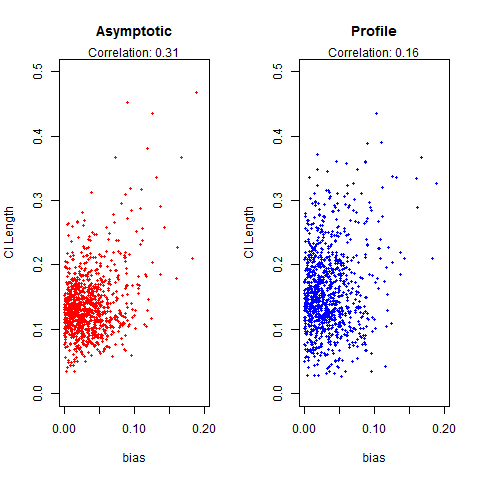 Asymptotic
Correlation: 0.31
CI Length
0.0 0.1 0.2 0.3 0.4 0.5
0.00 0.10 0.20
bias
Profile
Correlation: 0.16
CI Length
0.0 0.1 0.2 0.3 0.4 0.5
0.00 0.10 0.20
bias